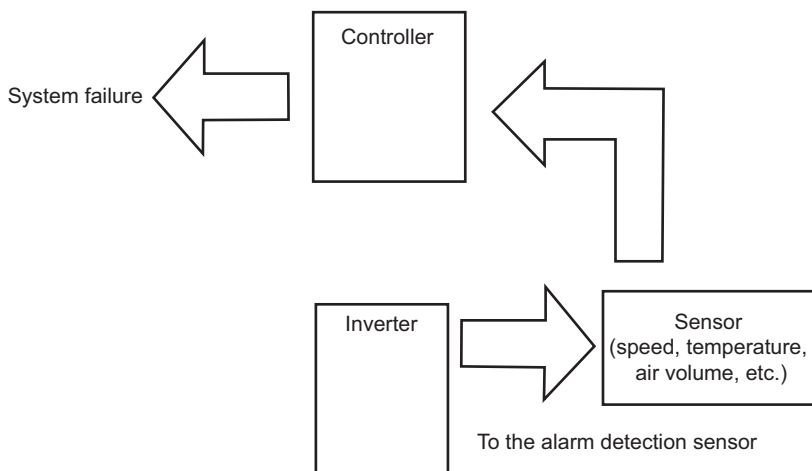 Controller
System failure
Inverter
Sensor
(speed, temperature,
air volume, etc.)
To the alarm detection sensor